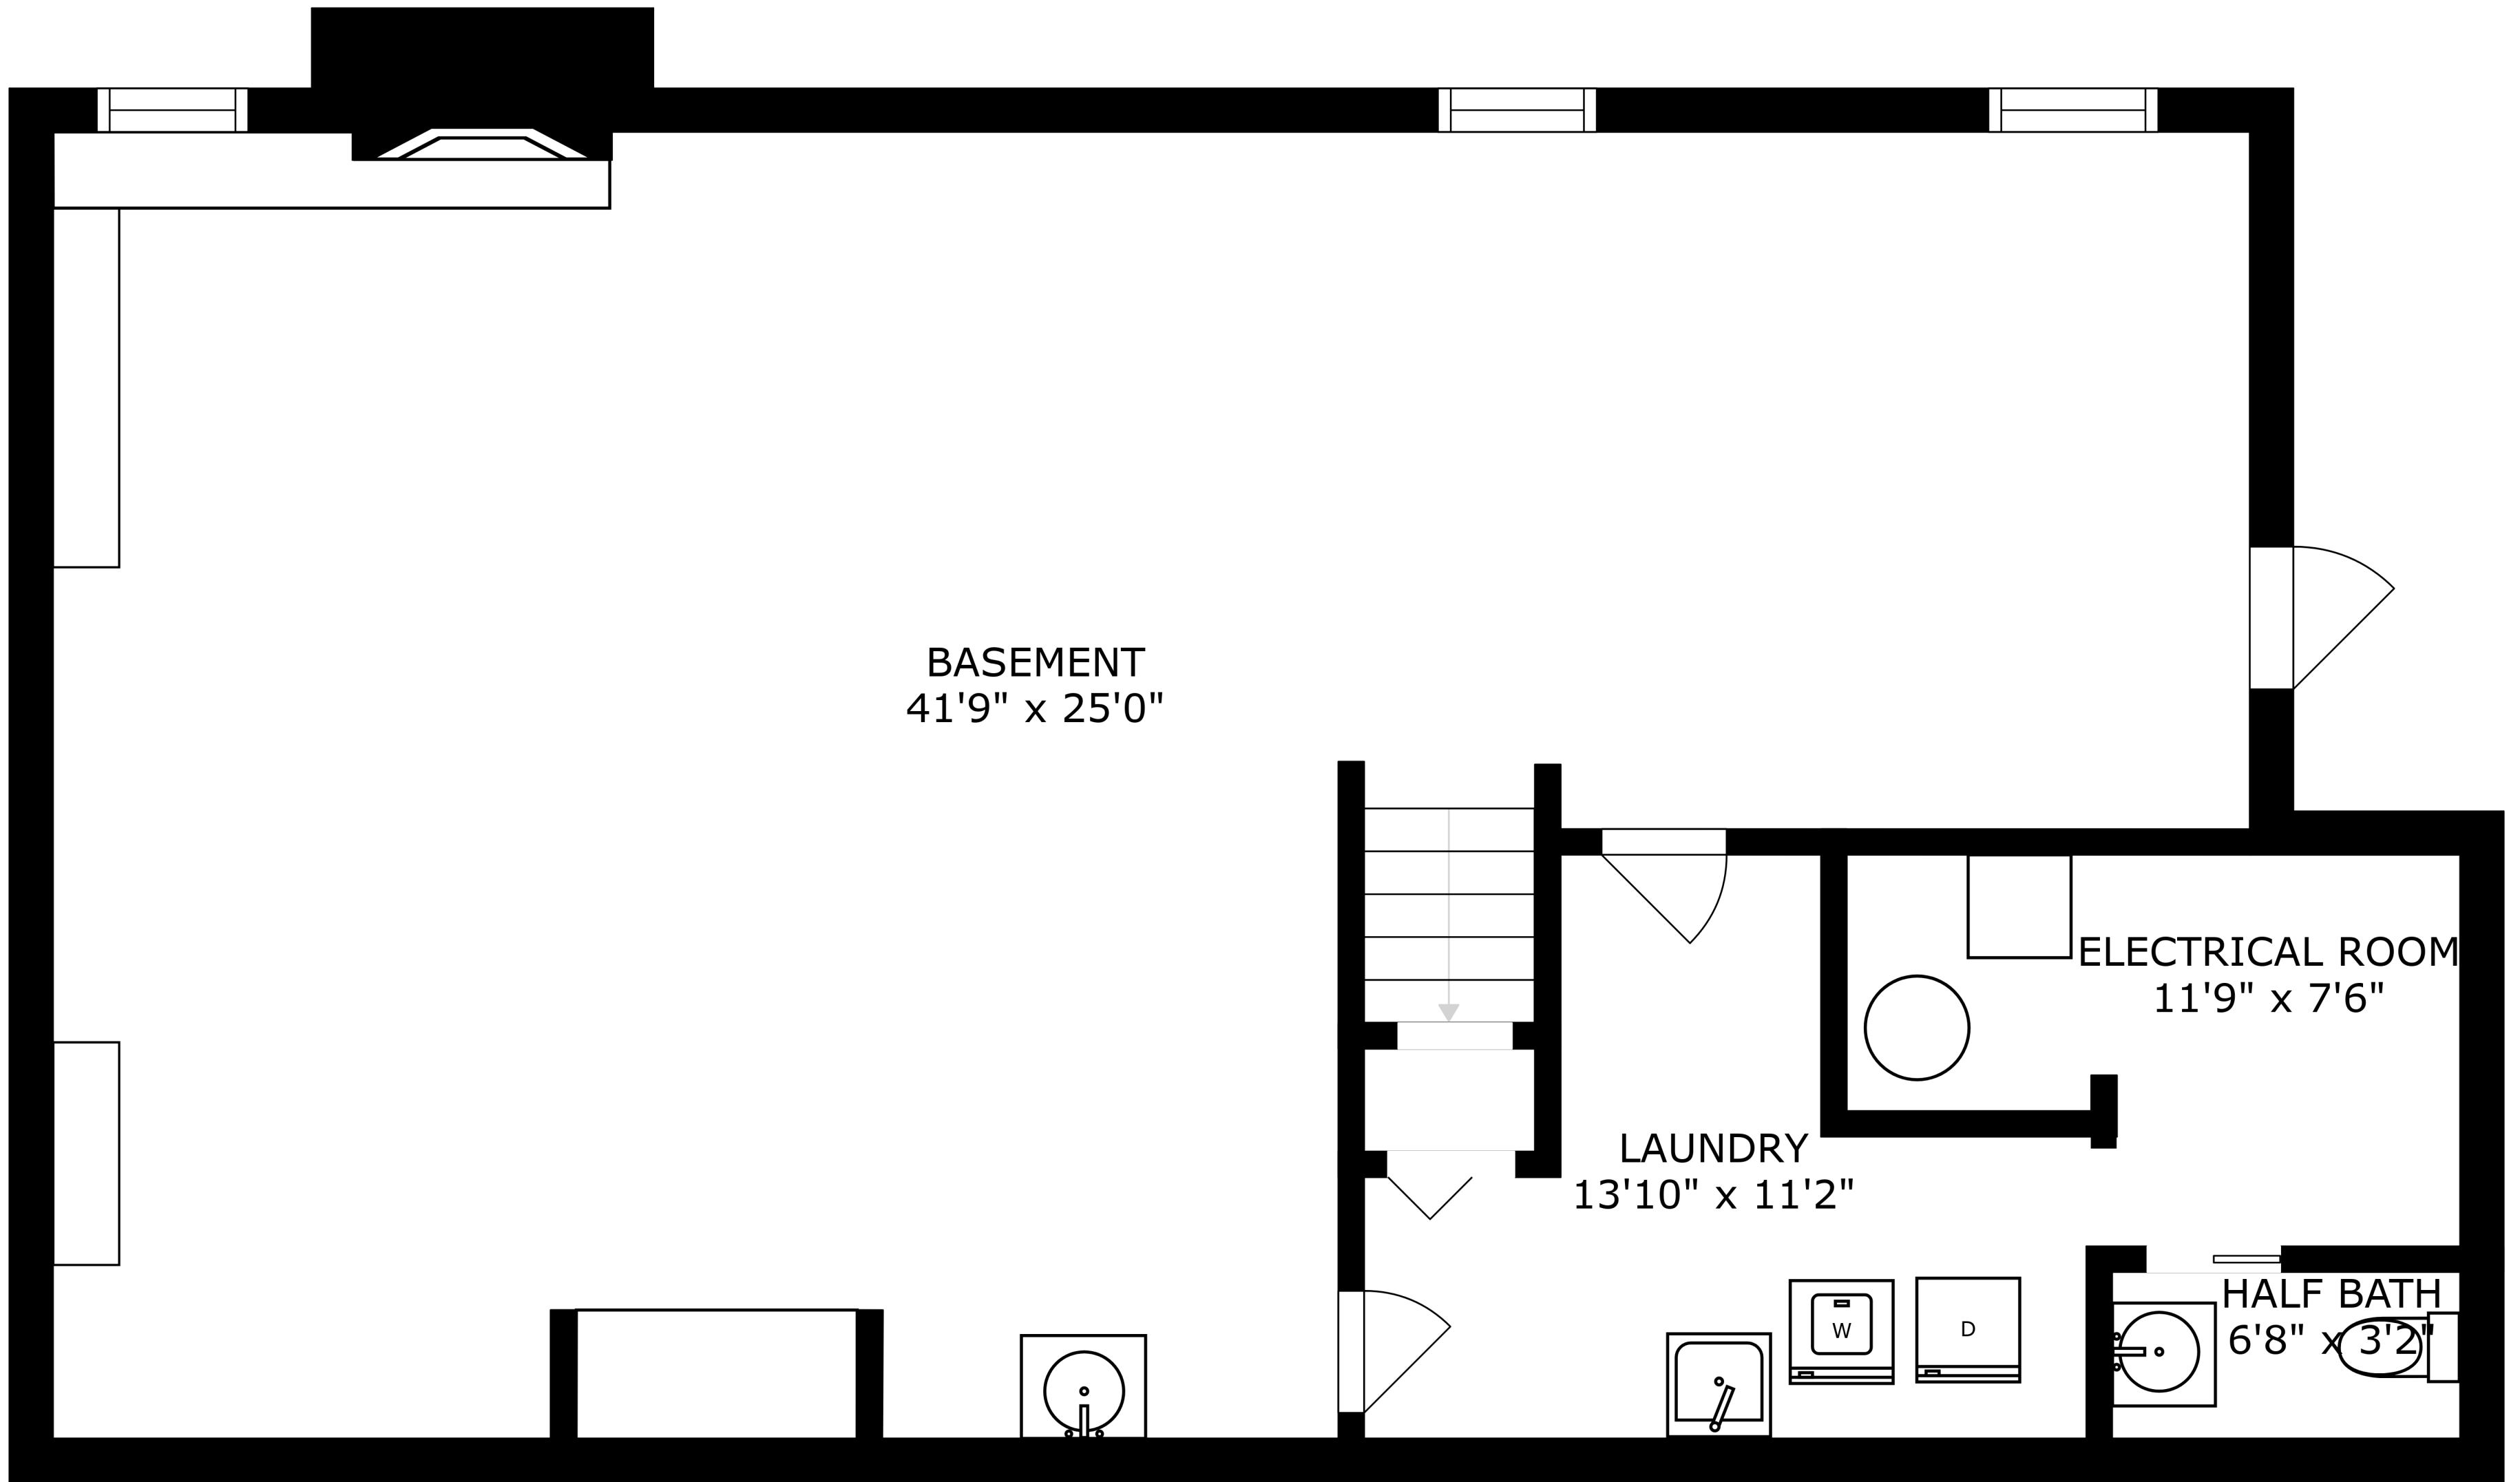 BASEMENT
41'9" x 25'0"
ELECTRICAL ROOM
11'9" x 7'6"
LAUNDRY
13'10" x 11'2"
HALF BATH
6'8" x 3'2"
W
D